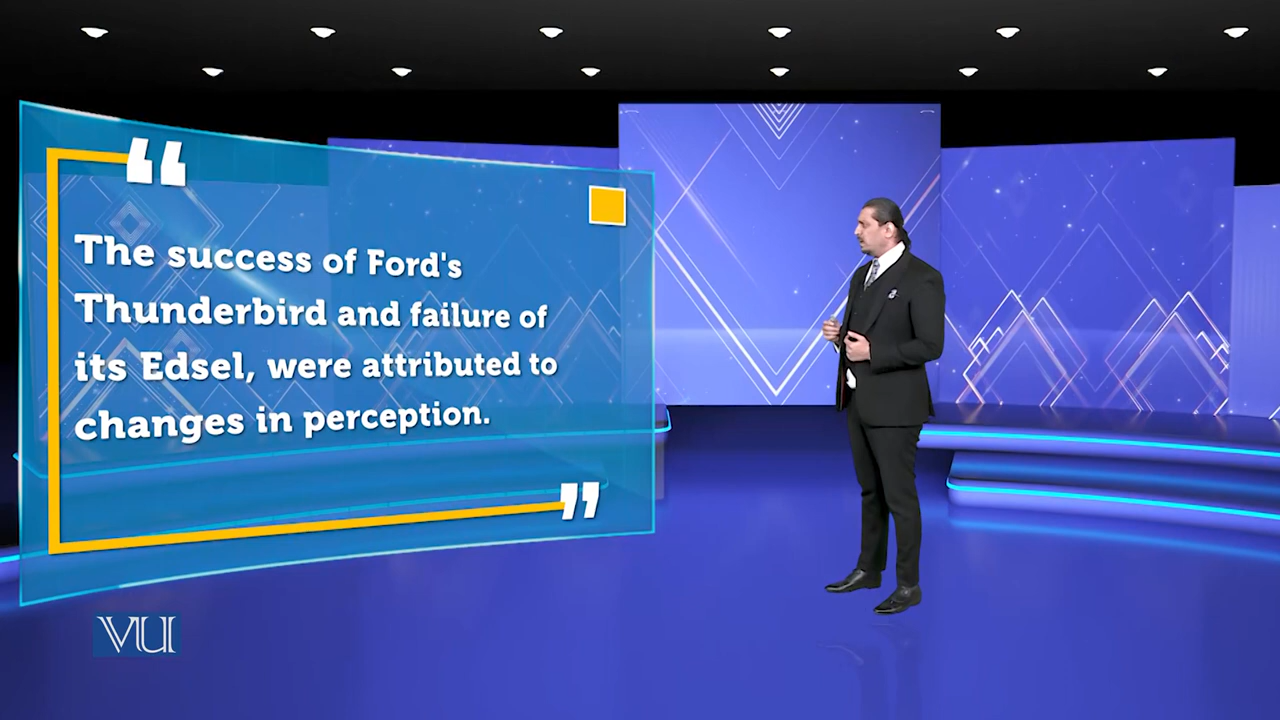 “
The success of Ford's
Thunderbird and failure of
its Edsel, were attributed to
changes in perception.
”
VU